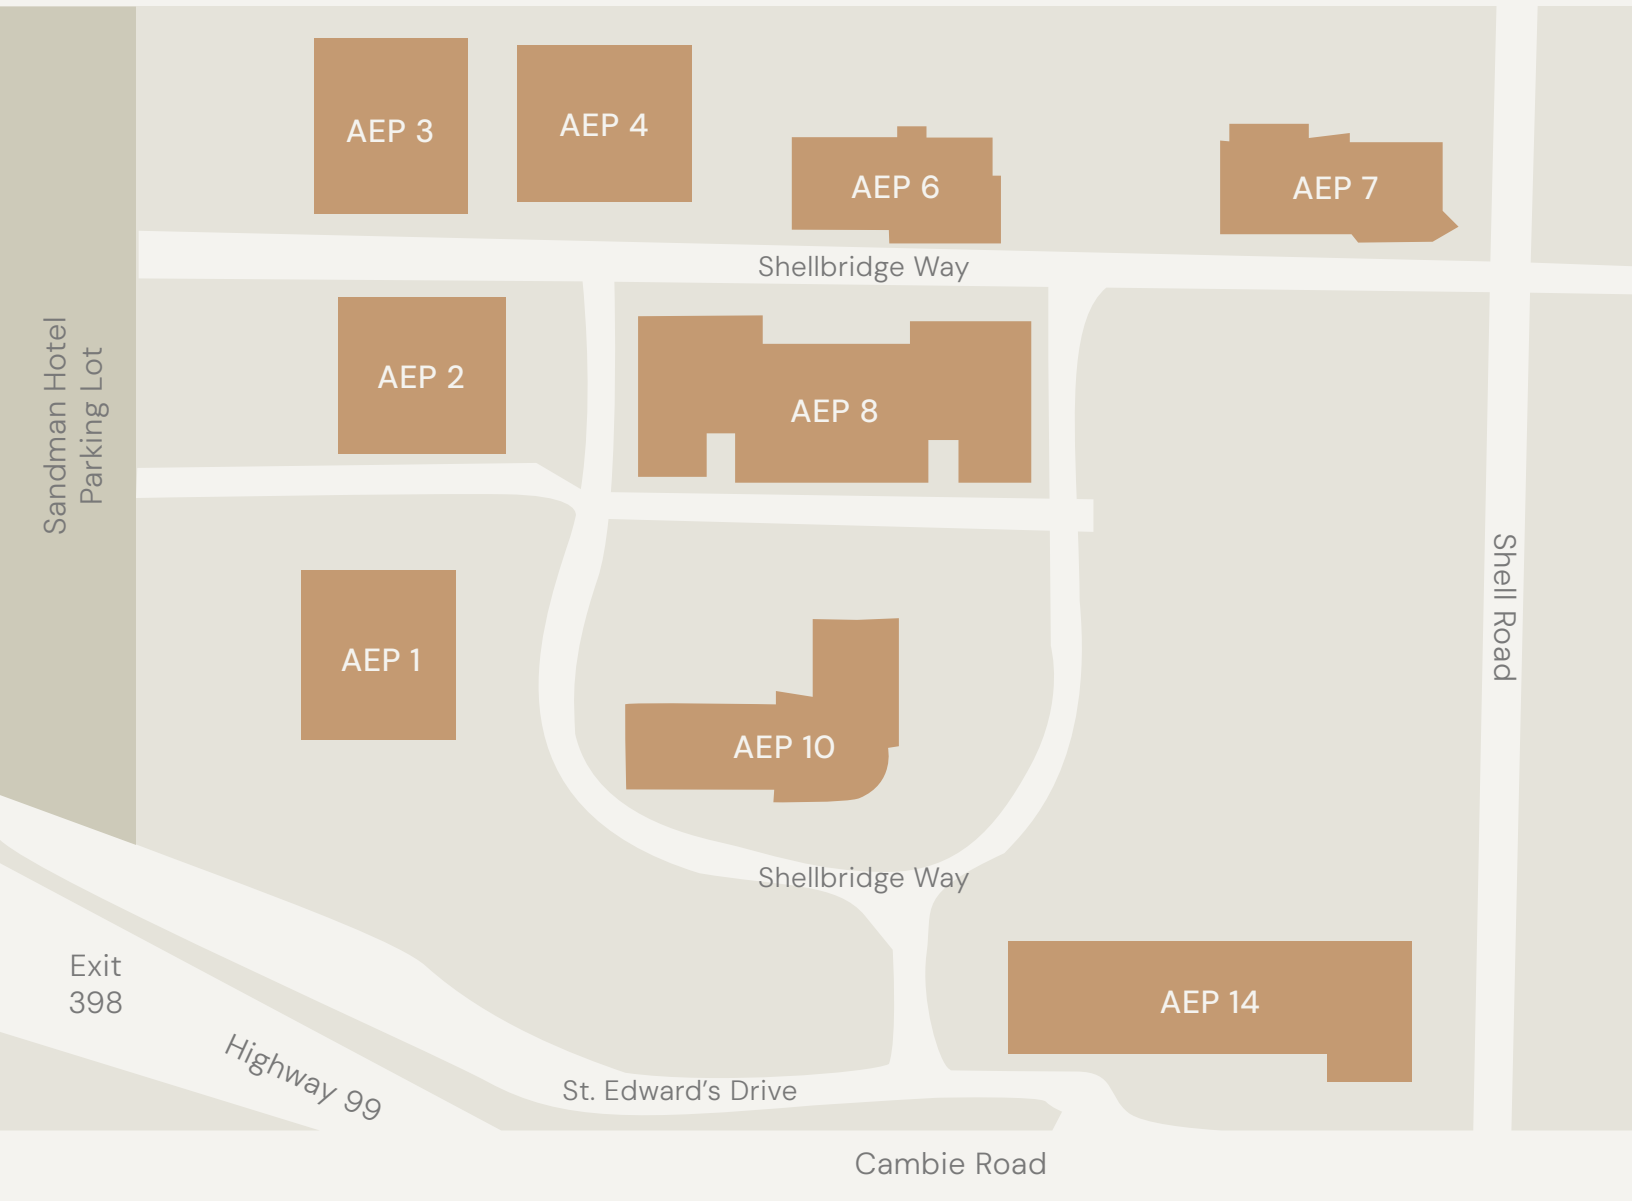 AEP 3
AEP 4
AEP 6
AEP 7
Shellbridge Way
Sandman Hotel
Parking Lot
AEP 2
AEP 8
Shell Road
AEP 1
AEP 10
Shellbridge Way
Exit
398
AEP 14
Highway 99
St. Edward’s Drive
Cambie Road